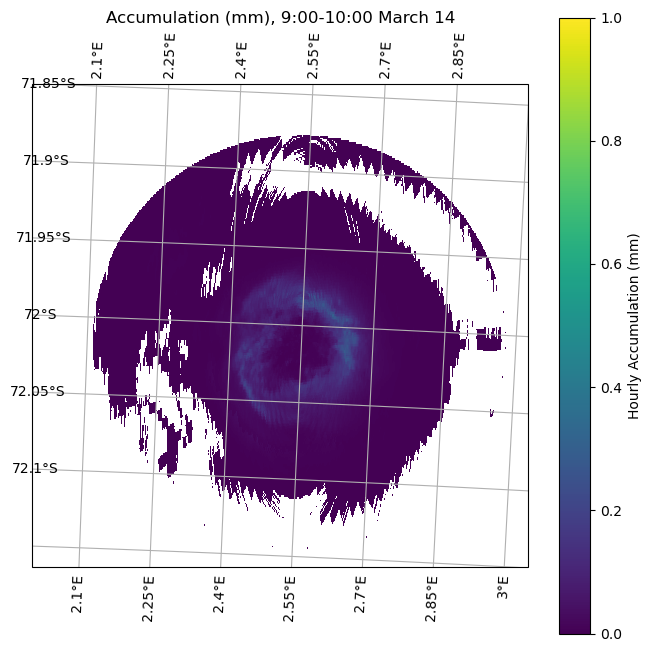 Accumulation (mm), 9:00-10:00 March 14
2.1°E
2.25°E
2.4°E
2.55°E
2.7°E
2.85°E
71.85°S
71.9°S
71.95°S
72°S
72.05°S
72.1°S
2.1°E
2.25°E
2.4°E
2.55°E
2.7°E
2.85°E
3°E
1.0
0.8
0.6
0.4
0.2
0.0
Hourly Accumulation (mm)